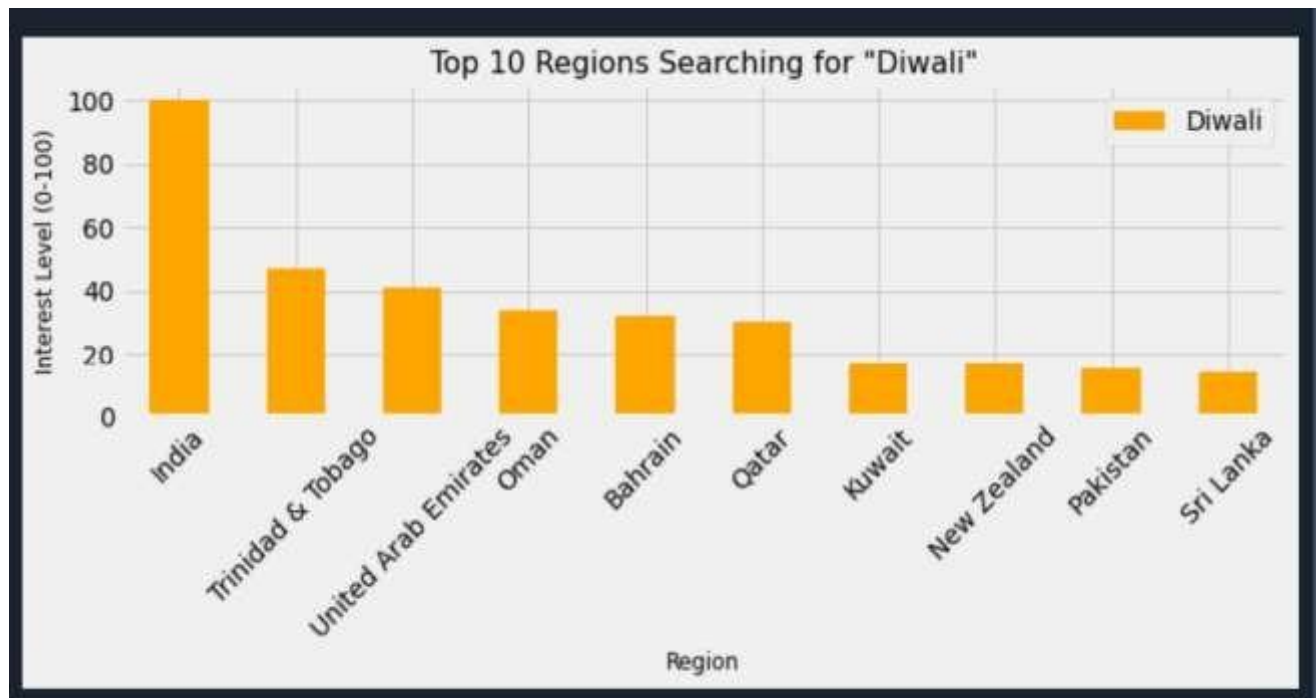 Top 10 Regions Searching for "Diwali"
Diwali
Interest Level (0-100)
100
80
60
40
20
0
India
Trinidad & Tobago
United Arab Emirates
Oman
Bahrain
Qatar
Kuwait
New Zealand
Pakistan
Sri Lanka
Region